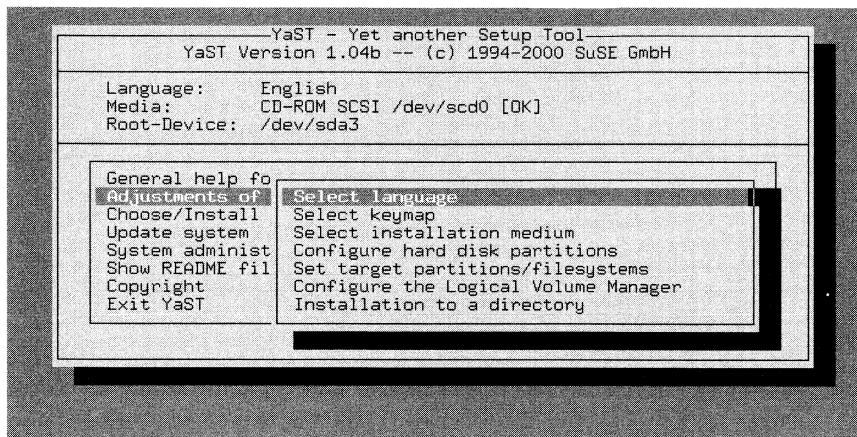 YaST - Yet another Setup Tool
YaST Version 1.04b -- (c) 1994-2000 SuSE GmbH
Language: English
Media: CD-ROM SCSI /dev/scd0 [OK]
Root-Device: /dev/sda3
General help fo
Adjustments of
Choose/Install
Update system
System administ
Show README fil
Copyright
Exit YaST
Select language
Select keymap
Select installation medium
Configure hard disk partitions
Set target partitions/filesystems
Configure the Logical Volume Manager
Installation to a directory